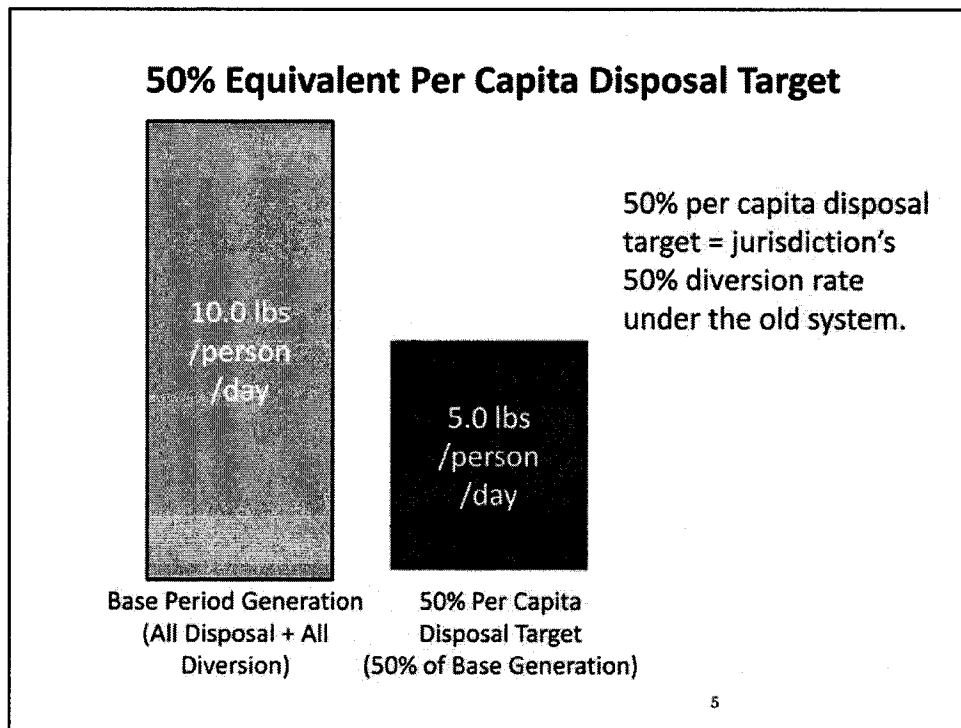 50% Equivalent Per Capita Disposal Target
10.0 lbs
/person
/day
5.0 lbs
/person
/day
50% per capita disposal
target = jurisdiction's
50% diversion rate
under the old system.
Base Period Generation
(All Disposal + All
Diversion)
50% Per Capita
Disposal Target
(50% of Base Generation)
5